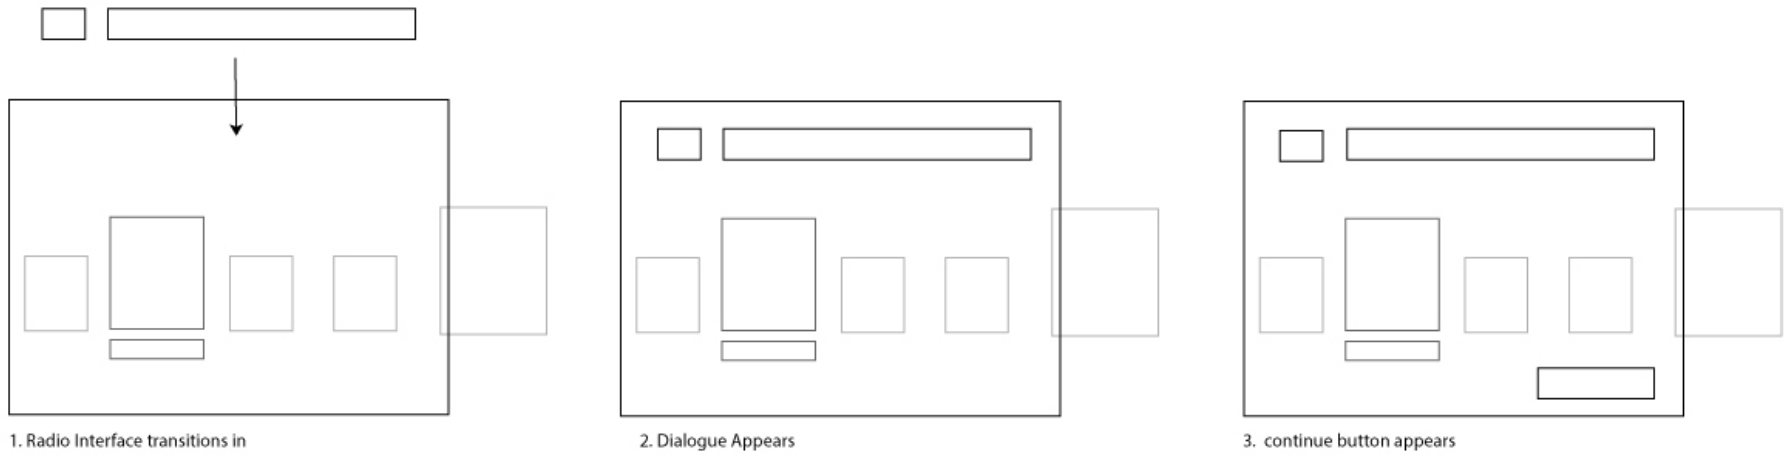 1. Radio Interface transitions in
2. Dialogue Appears
3. continue button appears